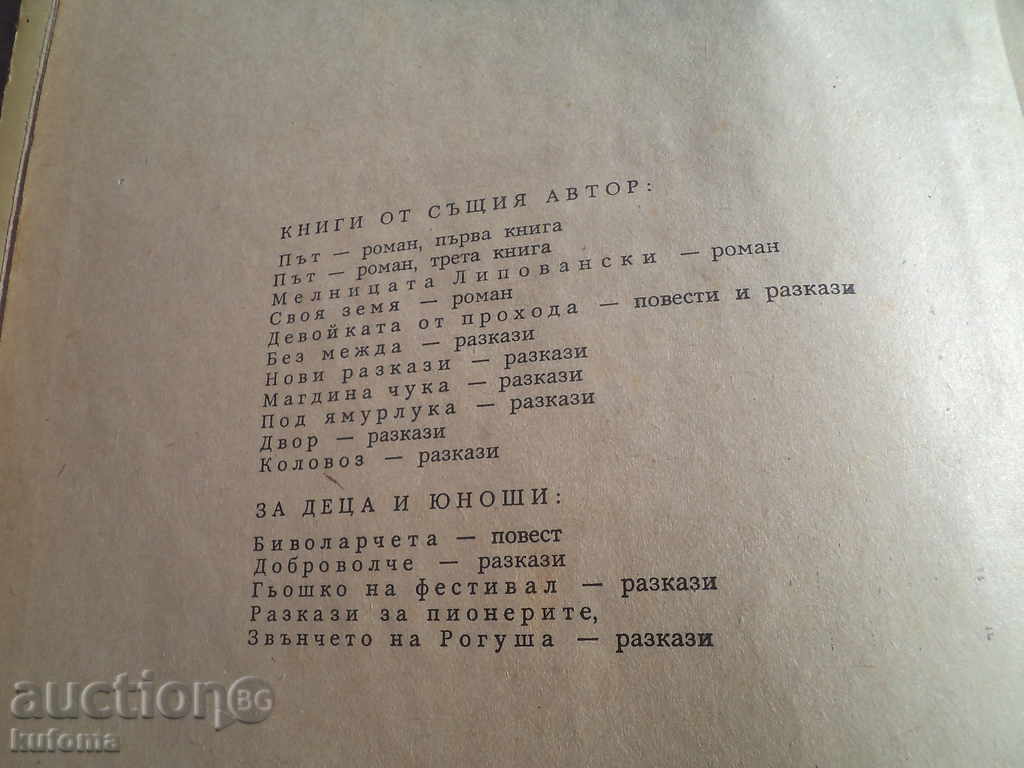 КНИГИ ОТ СЪЩИЯ АВТОР:
Път — роман, първа книга
Път — роман, трета книга
Мелницата Липовански — роман
Своя земя — роман
Девойката от прохода — повести и разкази
Без межда — разкази
Нови разкази — разкази
Магдина чука — разкази
Под ямурлука — разкази
Двор — разкази
Коловоз — разкази
ЗА ДЕЦА И ЮНОШИ:
Биволарчета — повест
Доброволче — разкази
Гьошко на фестивал — разкази
Разкази за пионерите,
Звънчето на Рогуша — разкази
auction BG
kufoma